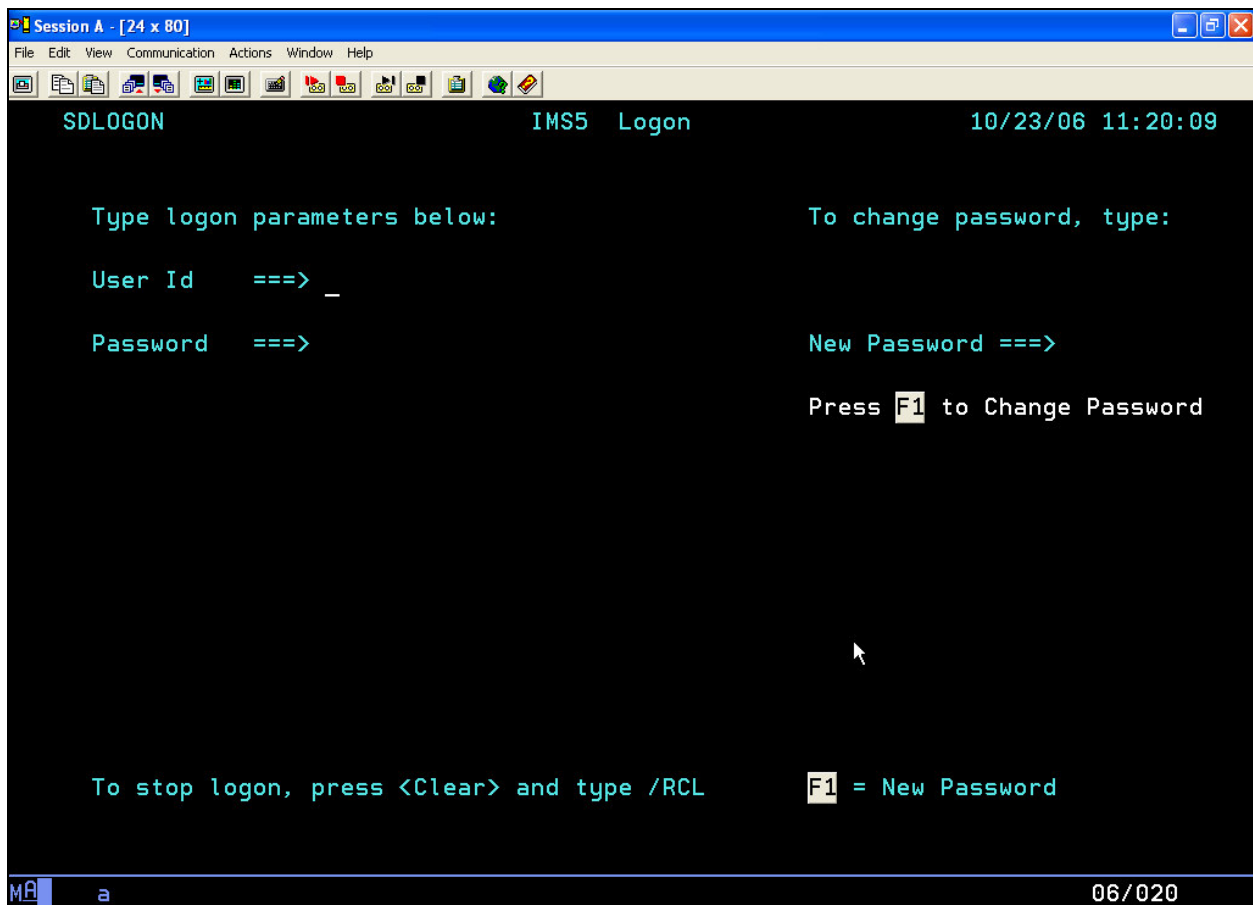 Session A - [24 x 80]
File Edit View Communication Actions Window Help
SDLOGON IMS5 Logon 10/23/06 11:20:09
Type logon parameters below: To change password, type:
User Id ===> _
Password ===> New Password ===>
Press F1 to Change Password
To stop logon, press <Clear> and type /RCL F1 = New Password
MA a 06/020